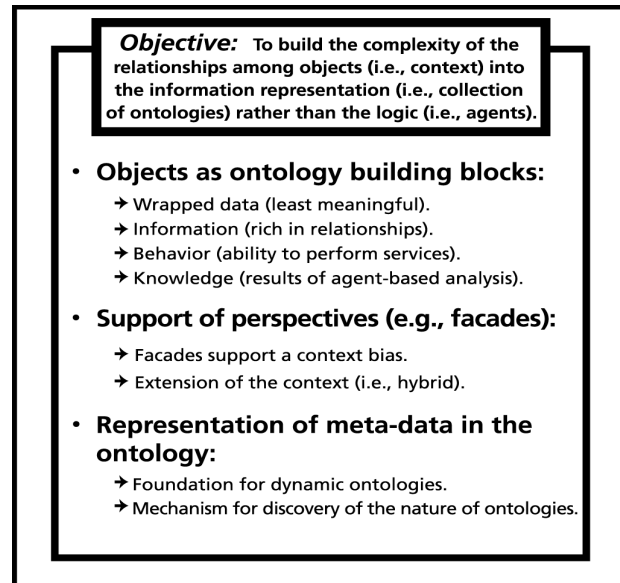 Objective: To build the complexity of the
relationships among objects (i.e., context) into
the information representation (i.e., collection
of ontologies) rather than the logic (i.e., agents).
• Objects as ontology building blocks:
→ Wrapped data (least meaningful).
→ Information (rich in relationships).
→ Behavior (ability to perform services).
→ Knowledge (results of agent-based analysis).
• Support of perspectives (e.g., facades):
→ Facades support a context bias.
→ Extension of the context (i.e., hybrid).
• Representation of meta-data in the
ontology:
→ Foundation for dynamic ontologies.
→ Mechanism for discovery of the nature of ontologies.